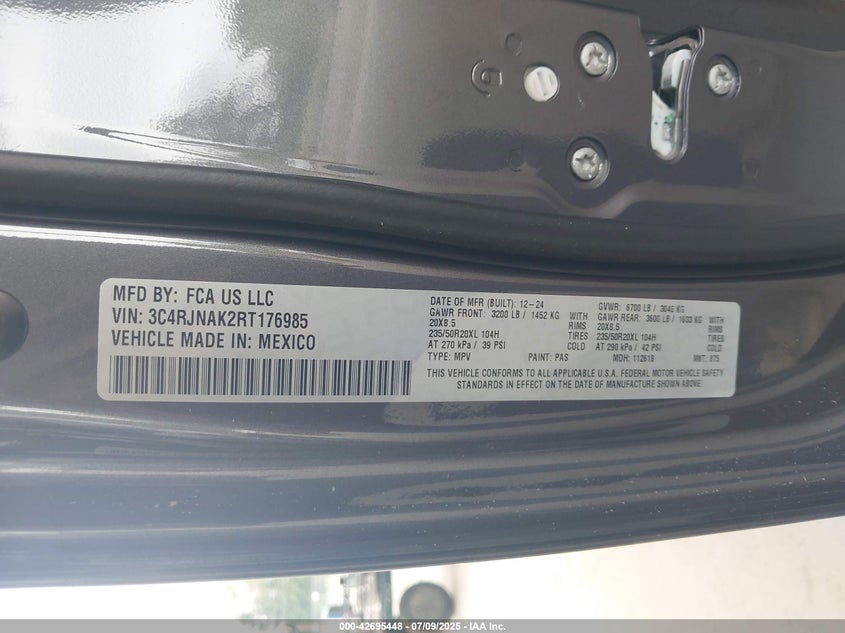 MFD BY: FCA US LLC
VIN: 3C4RJNAK2RT176985
VEHICLE MADE IN: MEXICO
DATE OF MFR (BUILT): 12-24
GAWR FRONT: 3200 LB / 1452 KG WITH
20X8.5 RIMS
235/50R20XL 104H TIRES
AT 270 kPa / 39 PSI COLD
TYPE: MPV PAINT: PAS
GVWR: 6700 LB / 3040 KG
GAWR REAR: 3600 LB / 1633 KG WITH
20X8.5 RIMS
235/50R20XL 104H TIRES
AT 290 kPa / 42 PSI COLD
MDH: 112618 MKT: 875
THIS VEHICLE CONFORMS TO ALL APPLICABLE U.S.A. FEDERAL MOTOR VEHICLE SAFETY
STANDARDS IN EFFECT ON THE DATE OF MANUFACTURE SHOWN ABOVE.
000-42695448 - 07/09/2025 - IAA Inc.